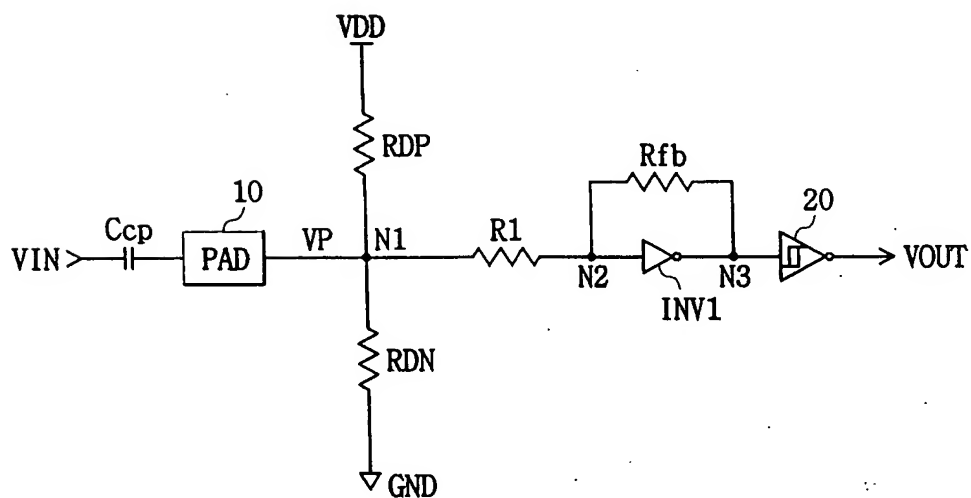 VDD
RDP
Rfb
10
20
Ccp
VP
N1
R1
VIN
PAD
N2
N3
VOUT
INV1
RDN
GND